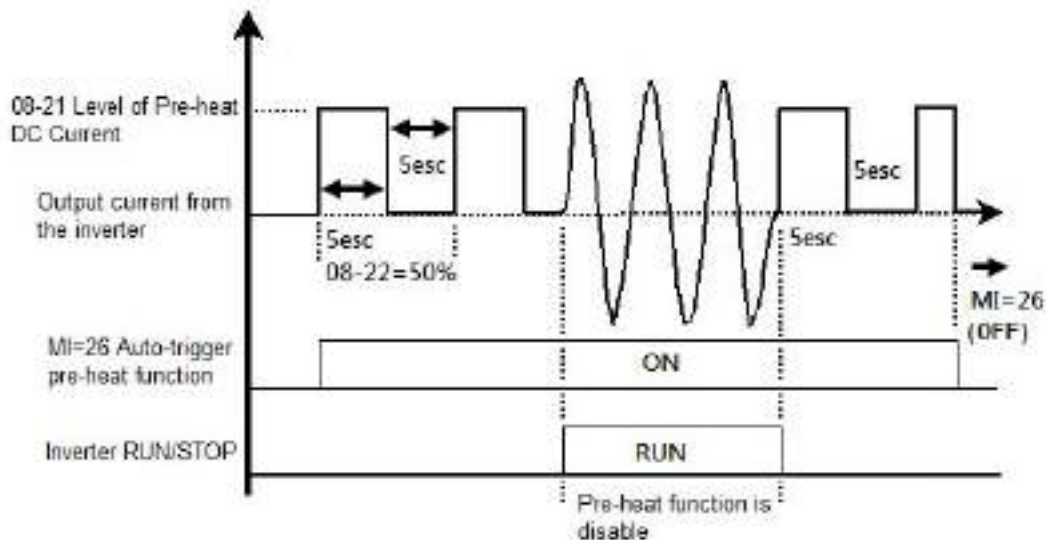 08-21 Level of Pre-heat
DC Current
5esc
5esc
Output current from
the inverter
5esc
5esc
08-22=50%
MI=26
(OFF)
MI=26 Auto-trigger
pre-heat function
ON
Inverter RUN/STOP
RUN
Pre-heat function is
disable